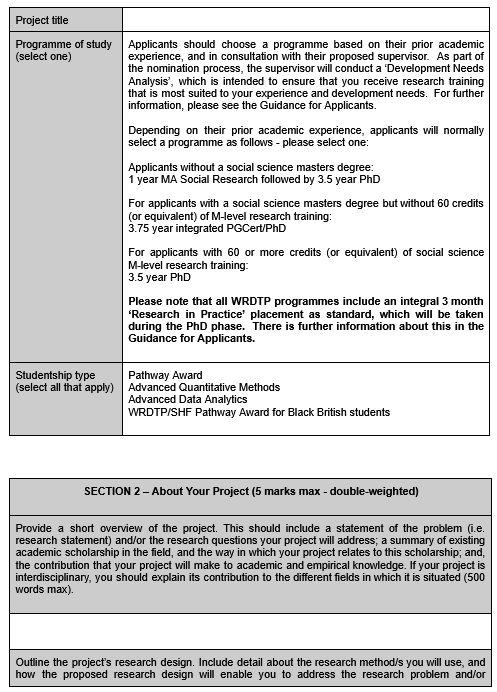 Project title
Programme of study
(select one)
Applicants should choose a programme based on their prior academic
experience, and in consultation with their proposed supervisor.  As part
of the nomination process, the supervisor will conduct a ‘Development Needs
Analysis’, which is intended to ensure that you receive research training
that is most suited to your experience and development needs.  For further
information, please see the Guidance for Applicants.
Depending on their prior academic experience, applicants will normally
select a programme as follows - please select one:
Applicants without a social science masters degree:
1 year MA Social Research followed by 3.5 year PhD
For applicants with a social science masters degree but without 60 credits
(or equivalent) of M-level research training:
3.75 year integrated PGCert/PhD
For applicants with 60 or more credits (or equivalent) of social science
M-level research training:
3.5 year PhD
Please note that all WRDTP programmes include an integral 3 month
‘Research in Practice’ placement as standard, which will be taken
during the PhD phase.  There is further information about this in the
Guidance for Applicants.
Studentship type
(select all that apply)
Pathway Award
Advanced Quantitative Methods
Advanced Data Analytics
WRDTP/SHF Pathway Award for Black British students
SECTION 2 – About Your Project (5 marks max - double-weighted)
Provide a short overview of the project. This should include a statement of the problem (i.e.
research statement) and/or the research questions your project will address; a summary of existing
academic scholarship in the field, and the way in which your project relates to this scholarship; and,
the contribution that your project will make to academic and empirical knowledge. If your project is
interdisciplinary, you should explain its contribution to the different fields in which it is situated (500
words max).
Outline the project’s research design. Include detail about the research method/s you will use, and
how the proposed research design will enable you to address the research problem and/or